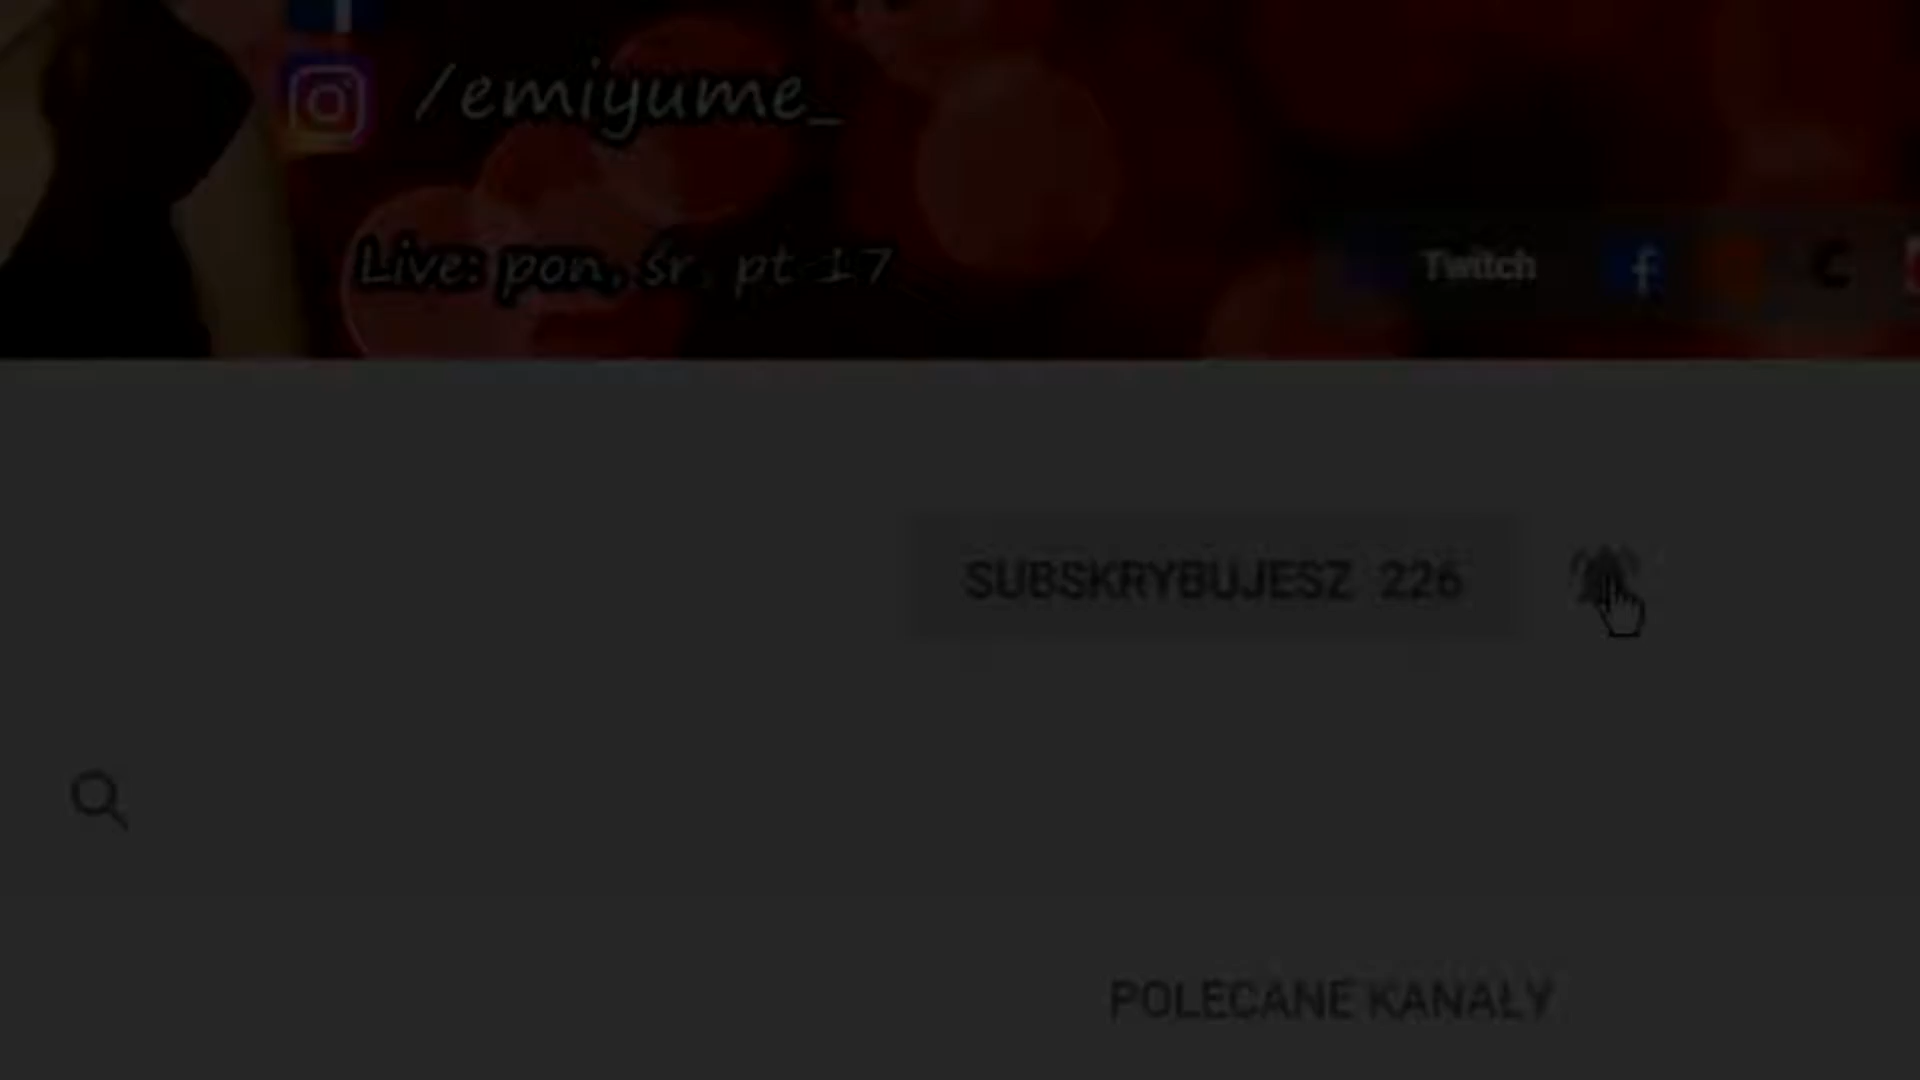 /emiyume_
Live: pon, śr, pt 17
Twitch
SUBSKRYBUJESZ 226
POLECANE KANAŁY